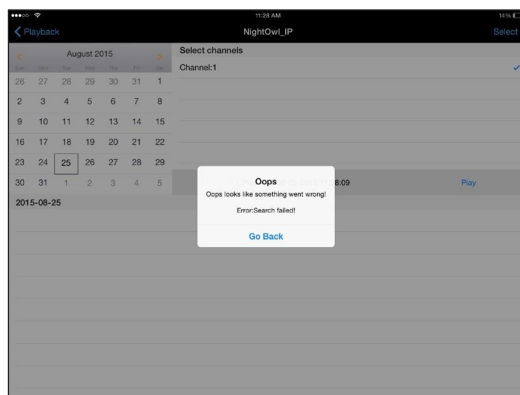 11:28 AM
14%
Playback
NightOwl_IP
Select
August 2015
26 27 28 29 30 31 1
2 3 4 5 6 7 8
9 10 11 12 13 14 15
16 17 18 19 20 21 22
23 24 25 26 27 28 29
30 31 1 2 3 4 5
2015-08-25
Select channels
Channel:1
8:09
Play
Oops
Oops looks like something went wrong!
Error:Search failed!
Go Back